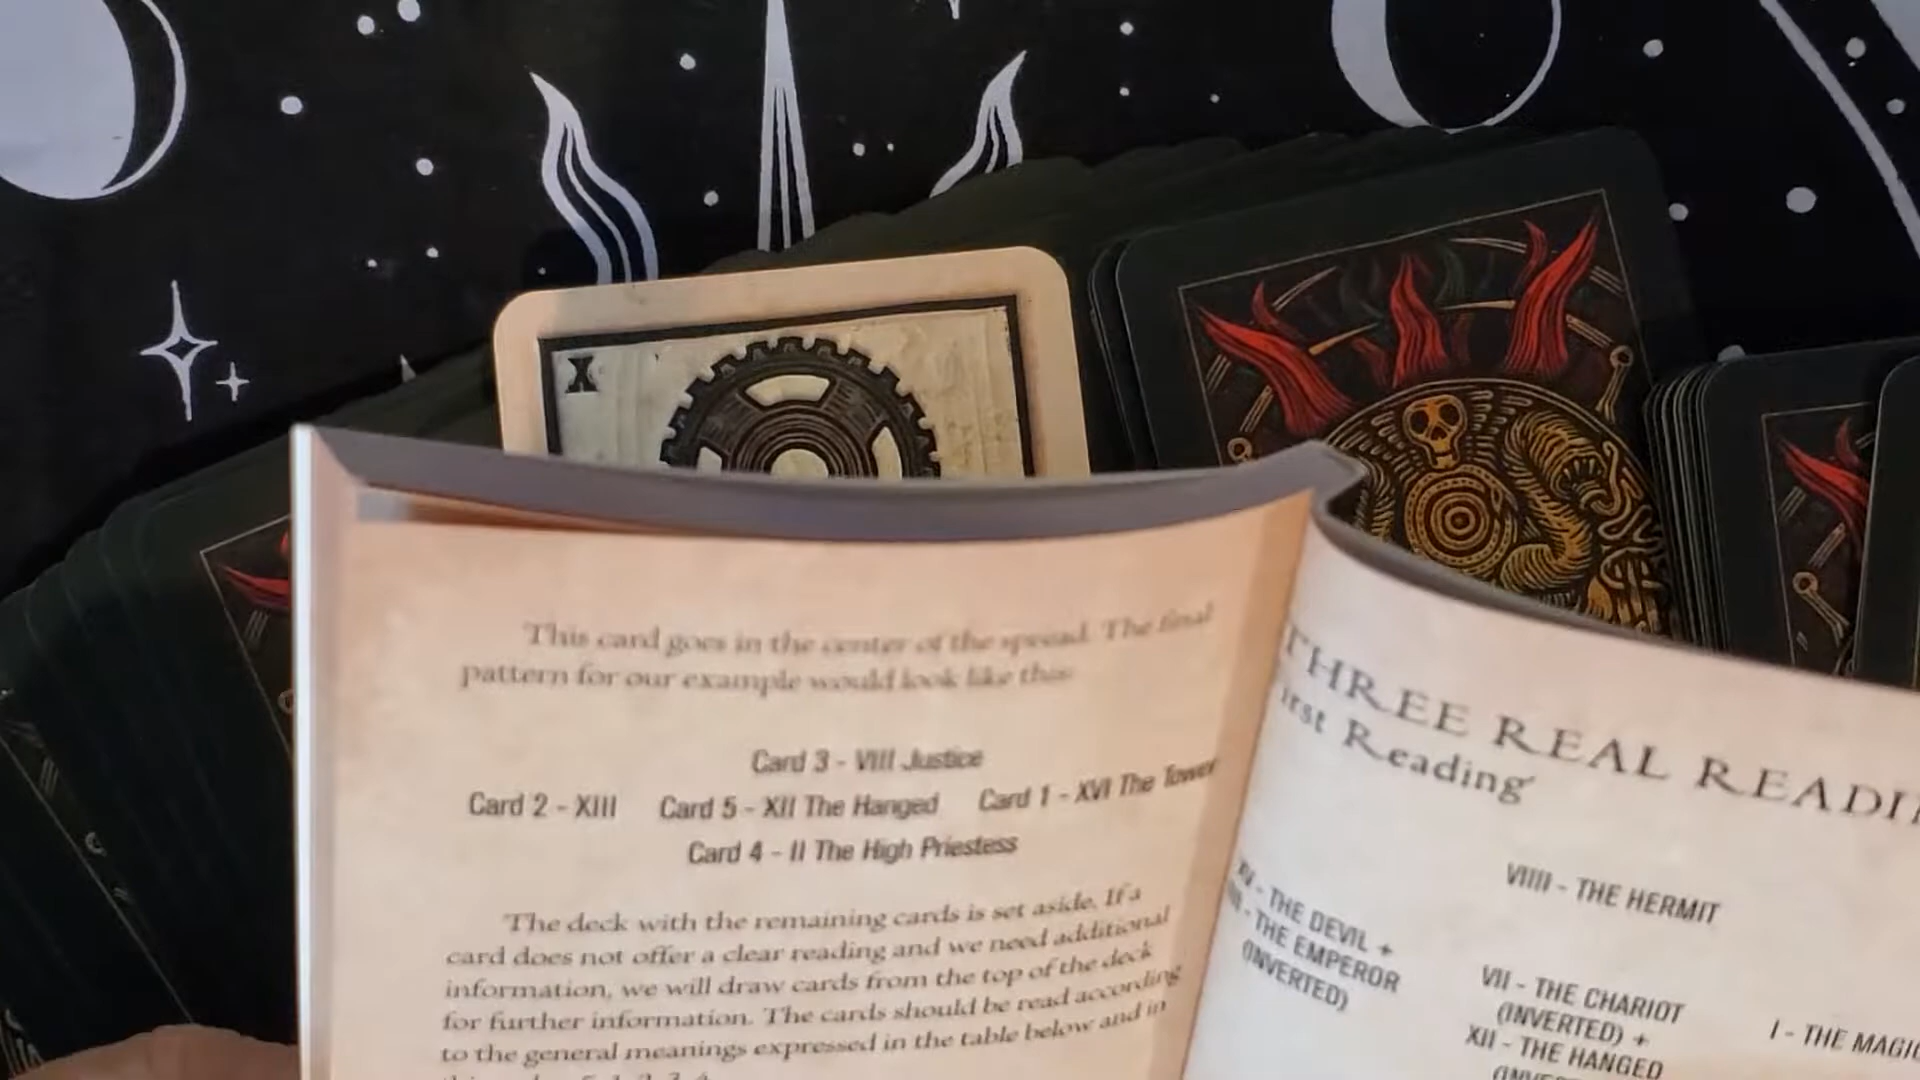 X
This card goes in the center of the spread. The final
pattern for our example would look like this:
Card 3 - VIII Justice
Card 2 - XIII Card 5 - XII The Hanged Card 1 - XVI The Tower
Card 4 - II The High Priestess
The deck with the remaining cards is set aside. If a
card does not offer a clear reading and we need additional
information, we will draw cards from the top of the deck
for further information. The cards should be read according
to the general meanings expressed in the table below and in
THREE REAL
Reading
VIIII - THE HERMIT
XV - THE DEVIL +
THE EMPEROR
(INVERTED)
VII - THE CHARIOT
(INVERTED) +
XII - THE HANGED
I - THE